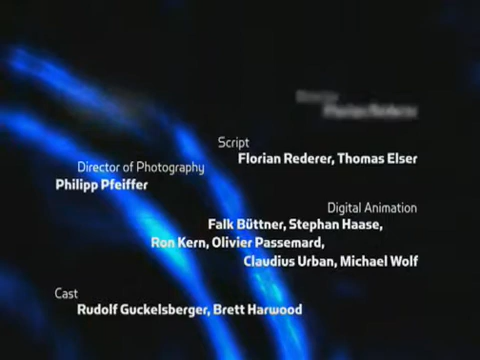 Script
Florian Rederer, Thomas Elser
Director of Photography
Philipp Pfeiffer
Digital Animation
Falk Büttner, Stephan Haase,
Ron Kern, Olivier Passemard,
Claudius Urban, Michael Wolf
Cast
Rudolf Guckelsberger, Brett Harwood